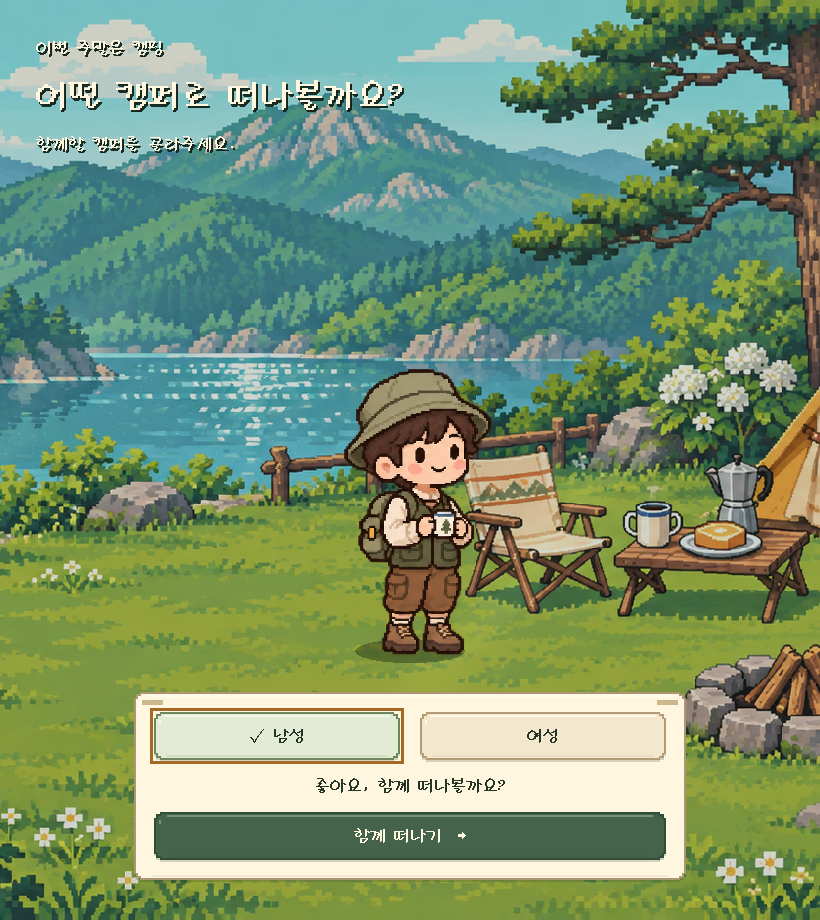 이번 주말은 캠핑
어떤 캠퍼로 떠나볼까요?
함께할 캠퍼를 골라주세요.
✓ 남성
여성
좋아요, 함께 떠나볼까요?
함께 떠나기 →